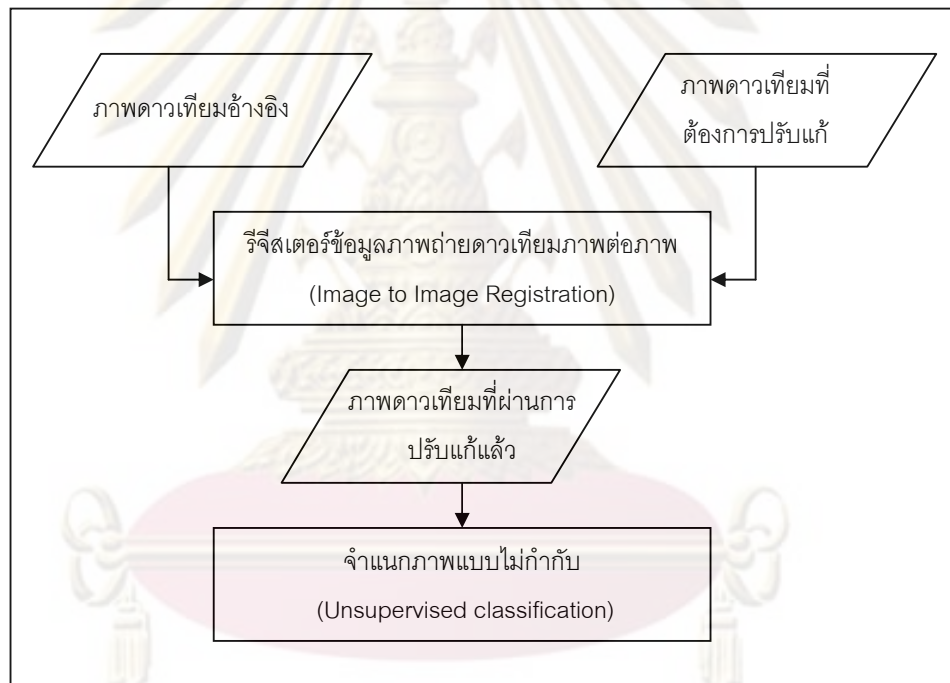 ภาพดาวเทียมอ้างอิง
ภาพดาวเทียมที่
ต้องการปรับแก้
รีจีสเตอร์ข้อมูลภาพถ่ายดาวเทียมภาพต่อภาพ
(Image to Image Registration)
ภาพดาวเทียมที่ผ่านการ
ปรับแก้แล้ว
จำแนกภาพแบบไม่กำกับ
(Unsupervised classification)